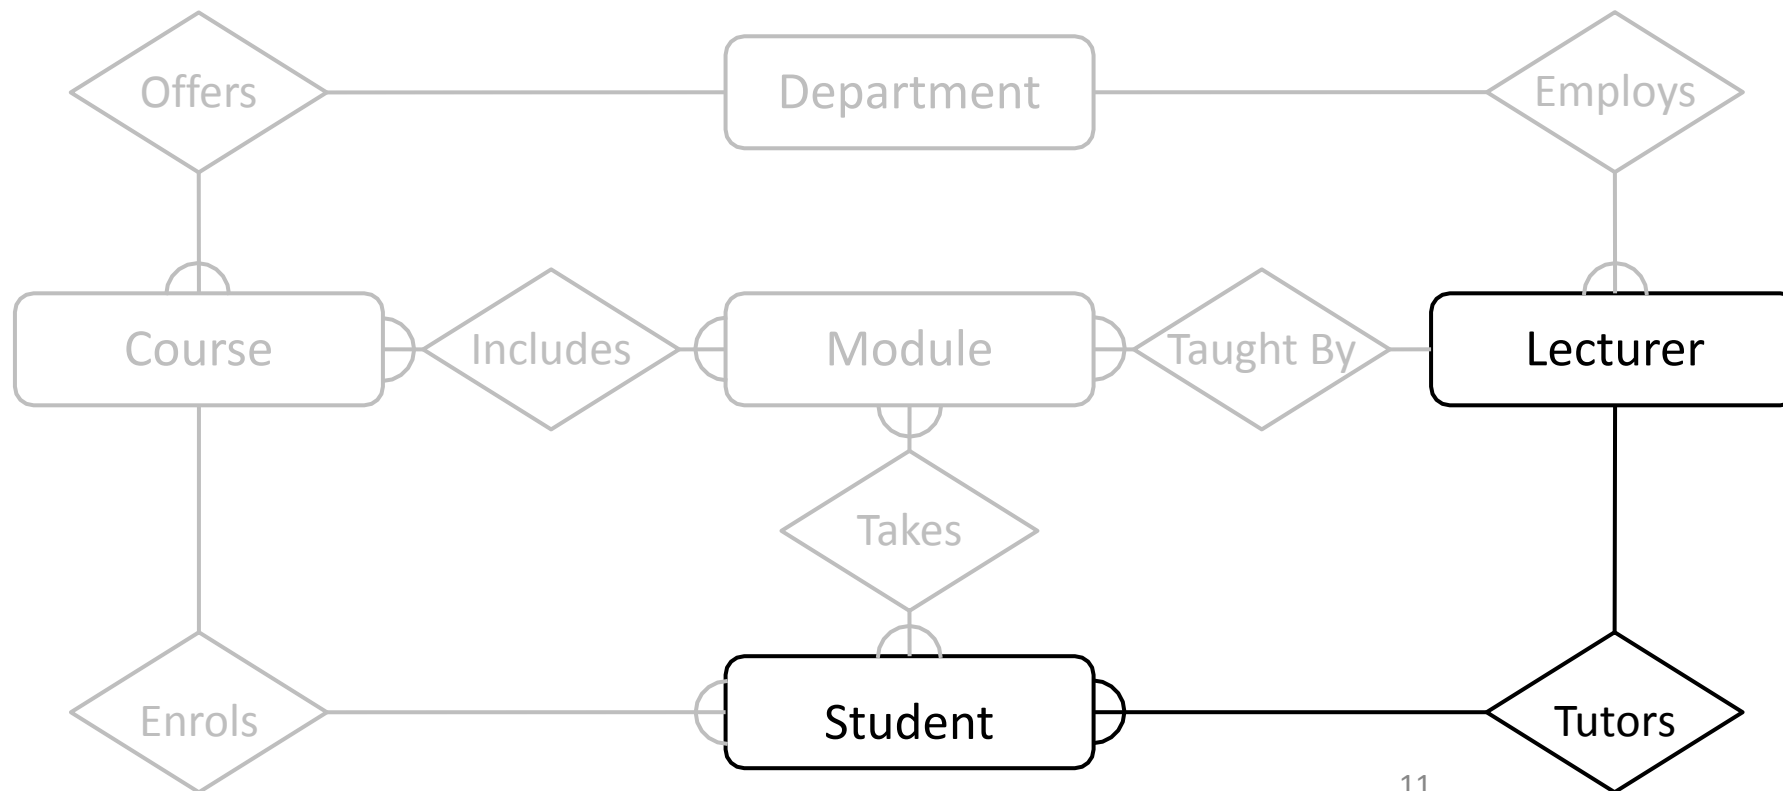 Offers
Department
Employs
Course
Includes
Module
Taught By
Lecturer
Takes
Enrols
Student
Tutors
11